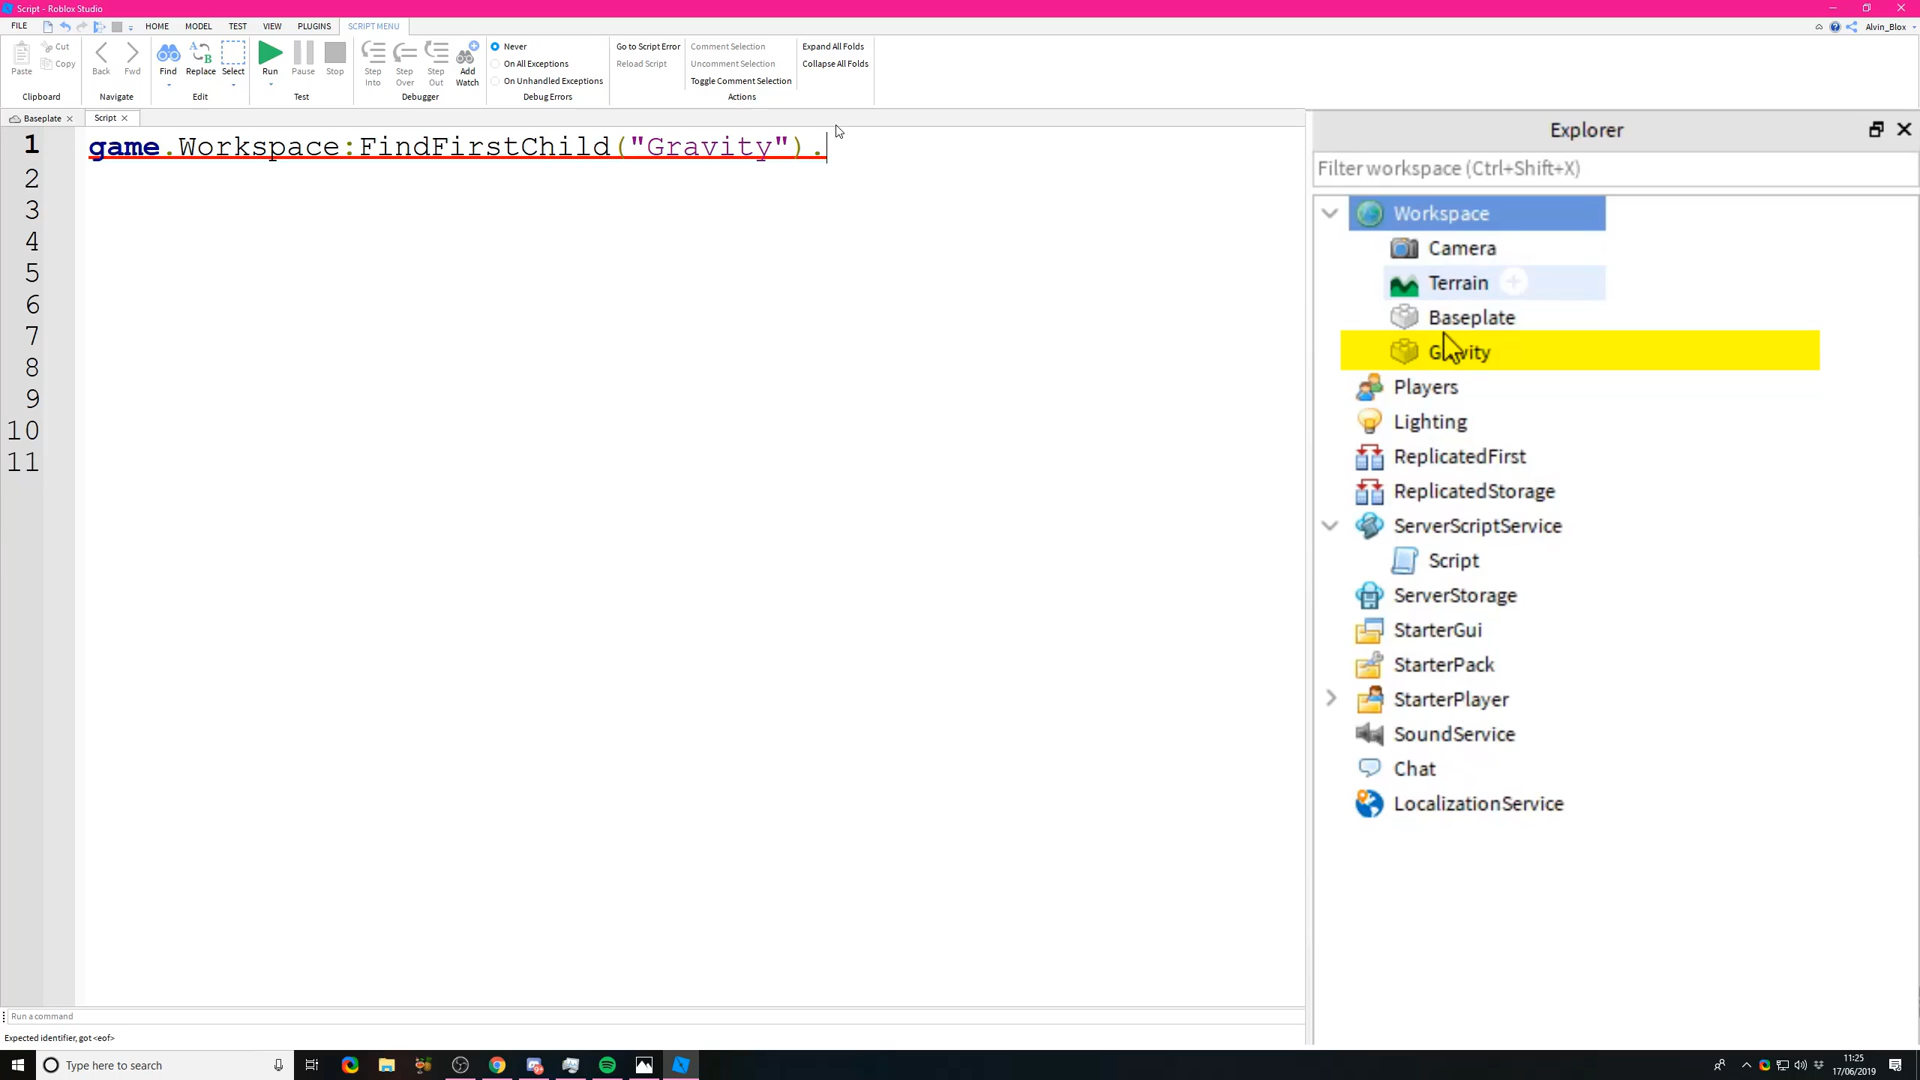 Script - Roblox Studio
FILE HOME MODEL TEST VIEW PLUGINS SCRIPT MENU Alvin_Blox
Paste Cut Copy Back Fwd Find Replace Select Run Pause Stop Step Into Step Over Step Out Add Watch
Never
On All Exceptions
On Unhandled Exceptions
Go to Script Error
Reload Script
Comment Selection
Uncomment Selection
Toggle Comment Selection
Expand All Folds
Collapse All Folds
Clipboard Navigate Edit Test Debugger Debug Errors Actions
Baseplate Script
1 game.Workspace:FindFirstChild("Gravity").
2
3
4
5
6
7
8
9
10
11
Explorer
Filter workspace (Ctrl+Shift+X)
Workspace
Camera
Terrain
Baseplate
Gravity
Players
Lighting
ReplicatedFirst
ReplicatedStorage
ServerScriptService
Script
ServerStorage
StarterGui
StarterPack
StarterPlayer
SoundService
Chat
LocalizationService
Run a command
Expected identifier, got <eof>
Type here to search
11:25
17/06/2019